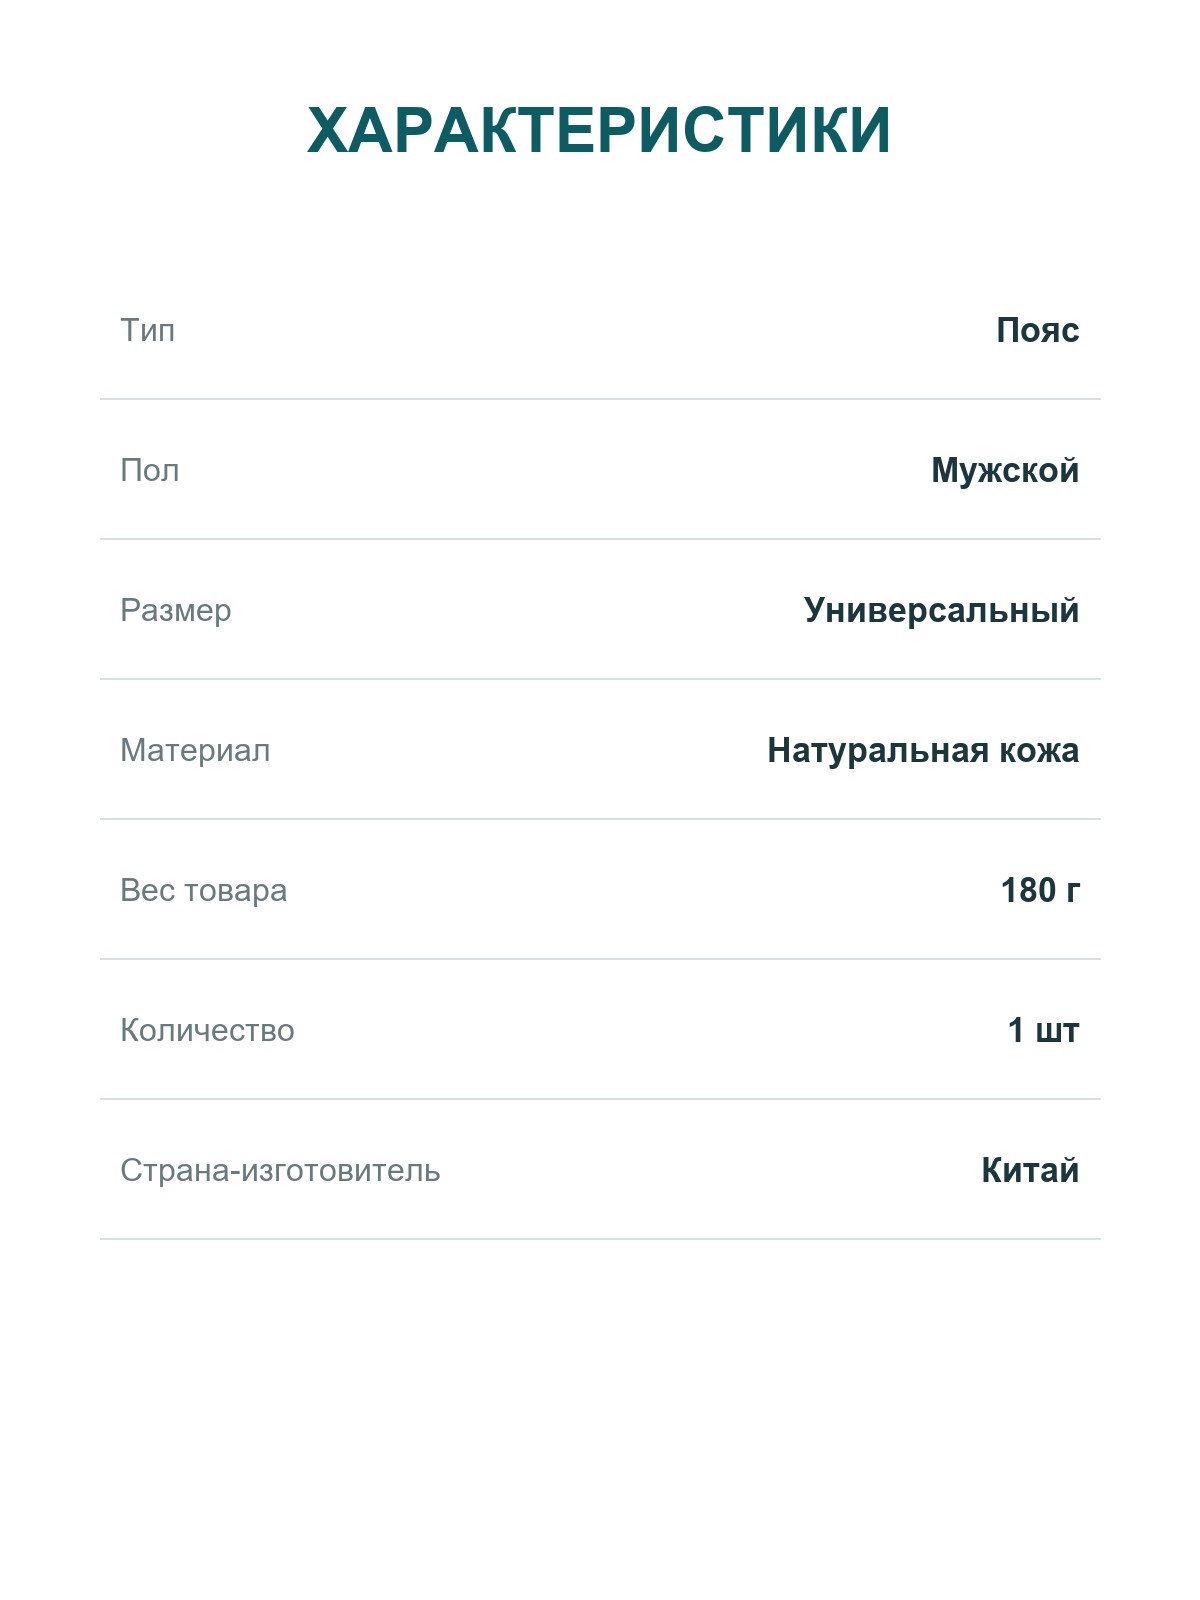 ХАРАКТЕРИСТИКИ
Тип Пояс
Пол Мужской
Размер Универсальный
Материал Натуральная кожа
Вес товара 180 г
Количество 1 шт
Страна-изготовитель Китай